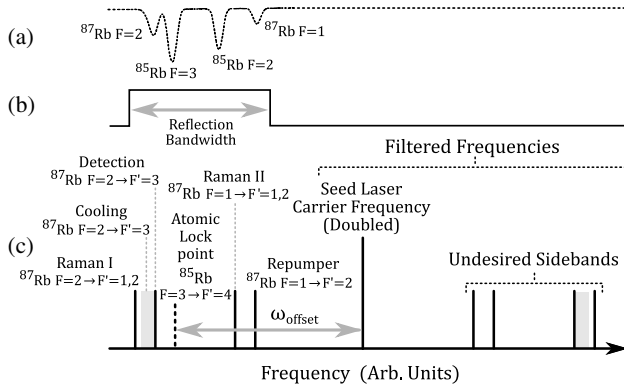 (a)
87Rb F=2
85Rb F=3
85Rb F=2
87Rb F=1
(b)
Reflection
Bandwidth
Filtered Frequencies
Detection
87Rb F=2→F'=3
Raman II
87Rb F=1→F'=1,2
Seed Laser
Carrier Frequency
(Doubled)
Cooling
87Rb F=2→F'=3
Atomic
Lock
point
85Rb
F=3→F'=4
(c)
Raman I
87Rb F=2→F'=1,2
Repumper
87Rb F=1→F'=2
Undesired Sidebands
ωoffset
Frequency (Arb. Units)